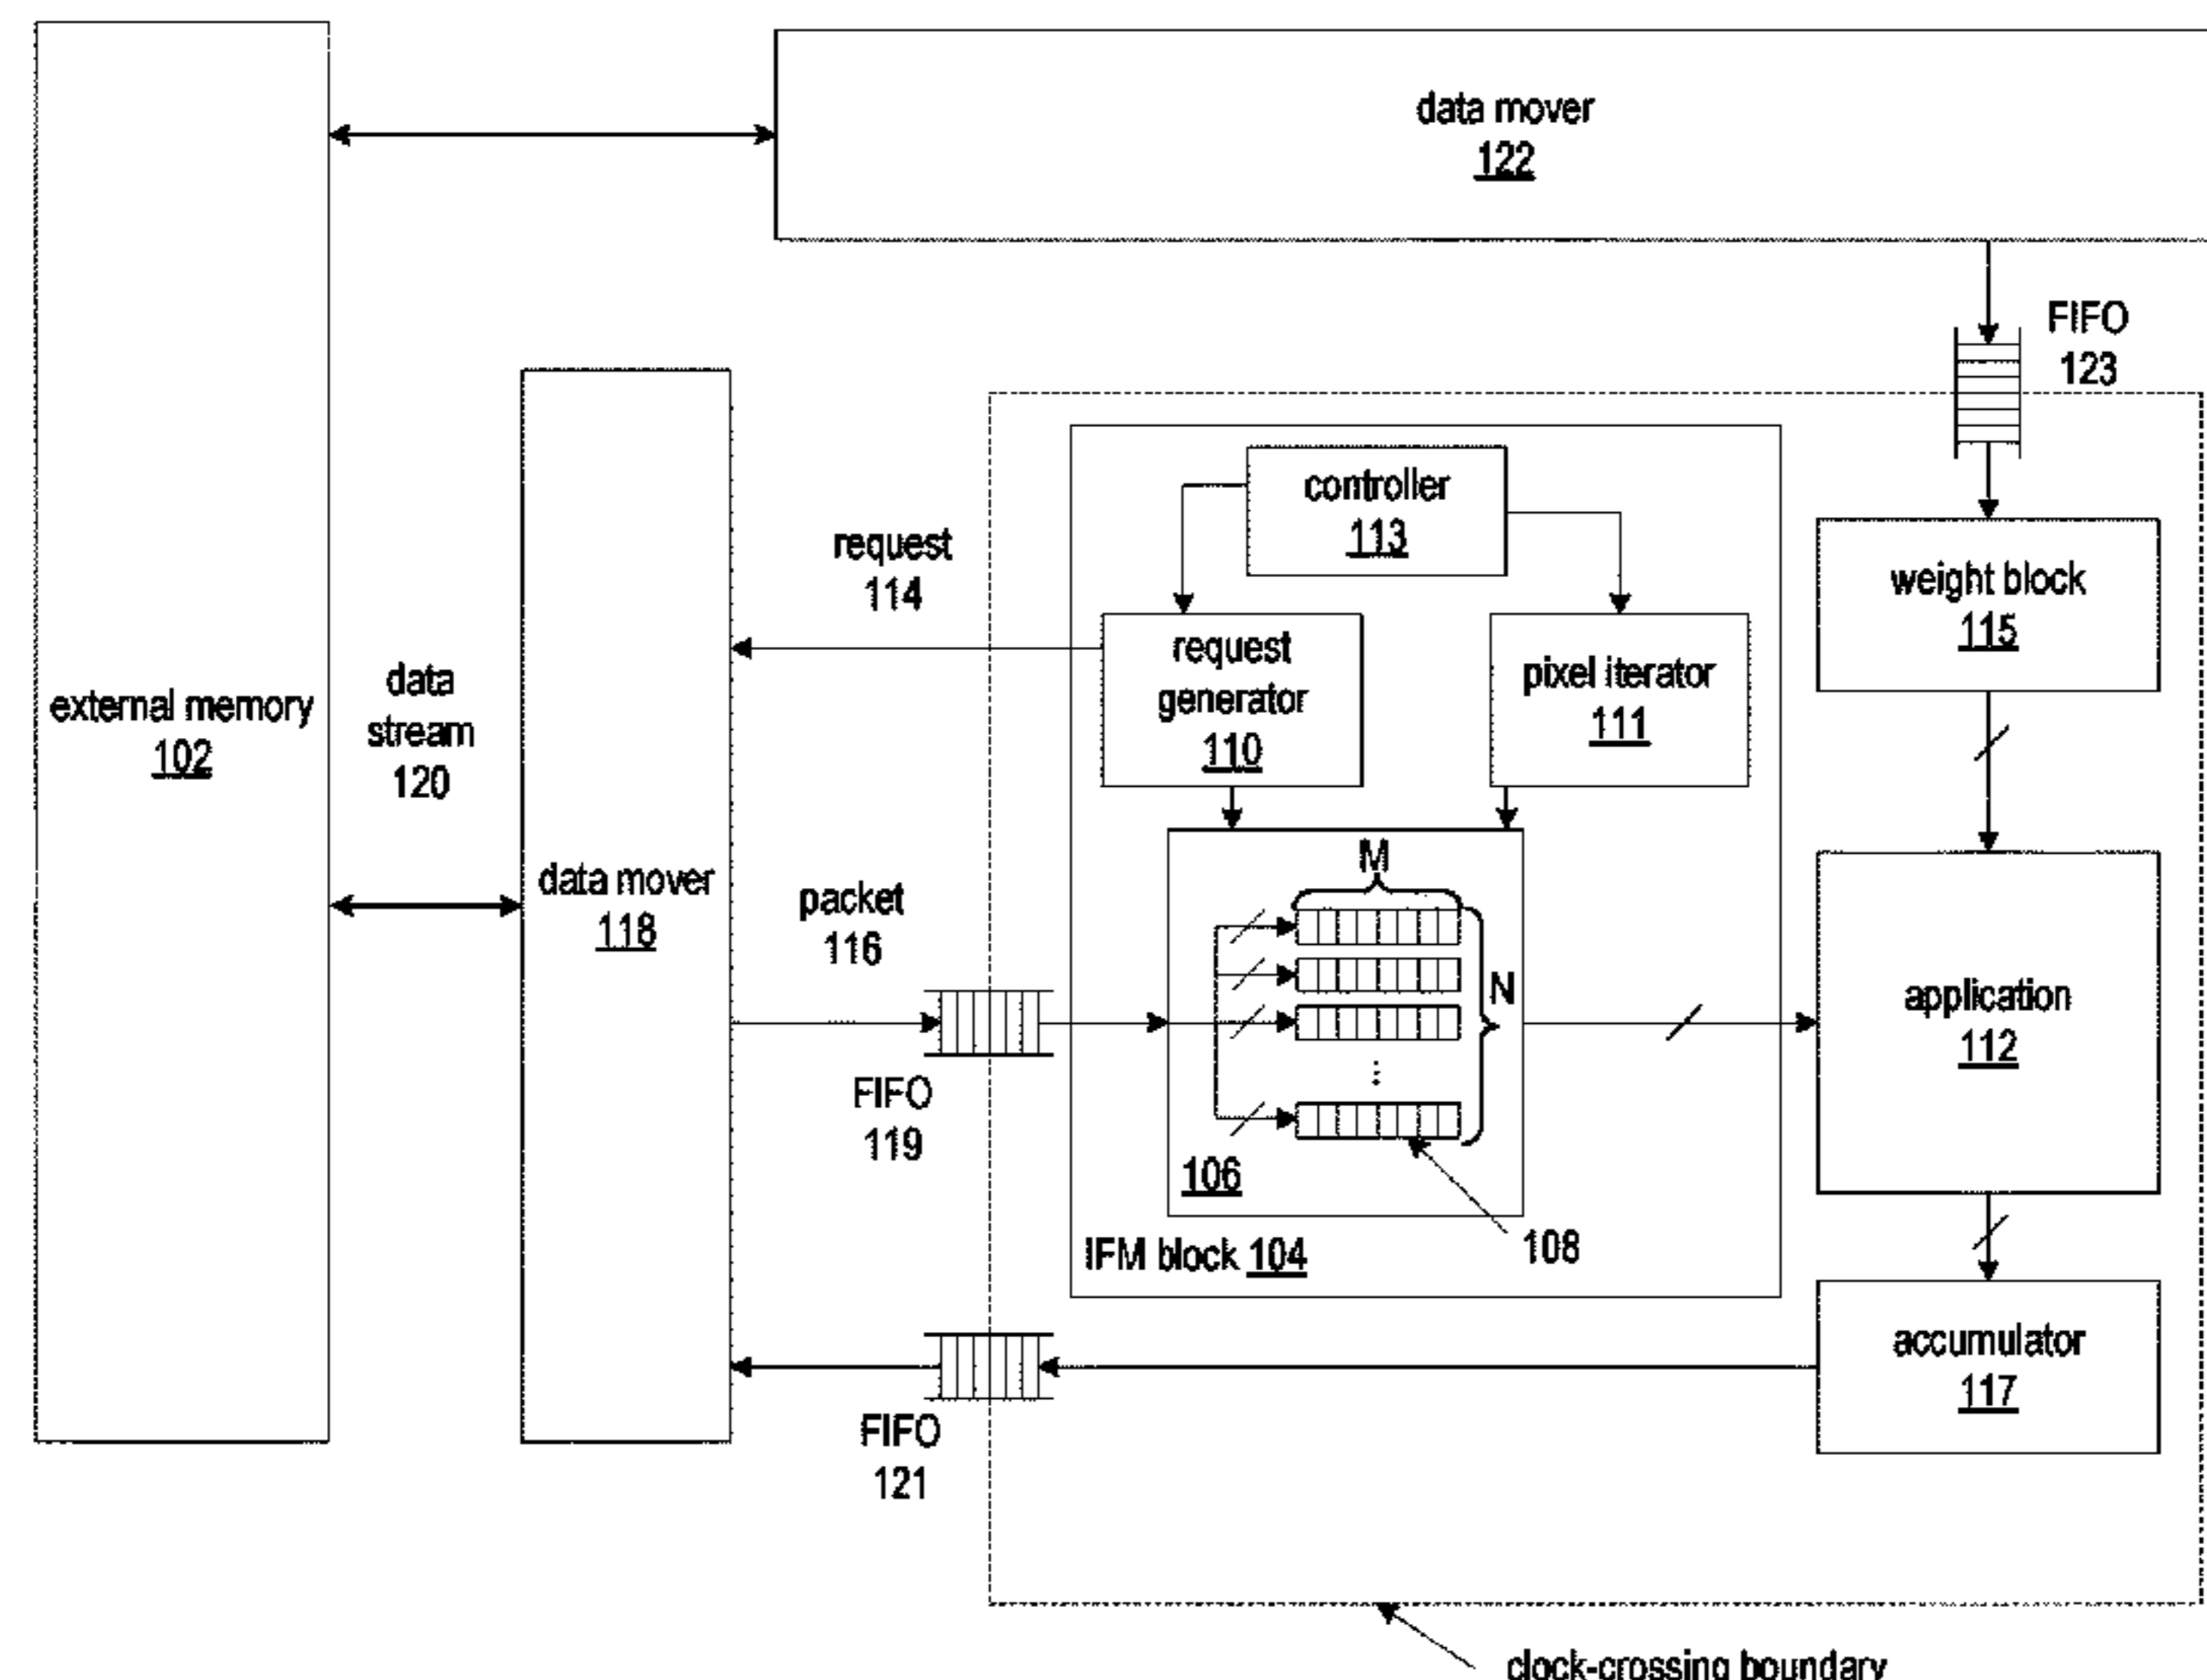 data mover
122
FIFO
123
controller
113
request
114
weight block
115
request
generator
110
pixel iterator
111
data
stream
120
external memory
102
M
data mover
118
packet
116
N
application
112
FIFO
119
106
108
IFM block 104
accumulator
117
FIFO
121
clock-crossing boundary